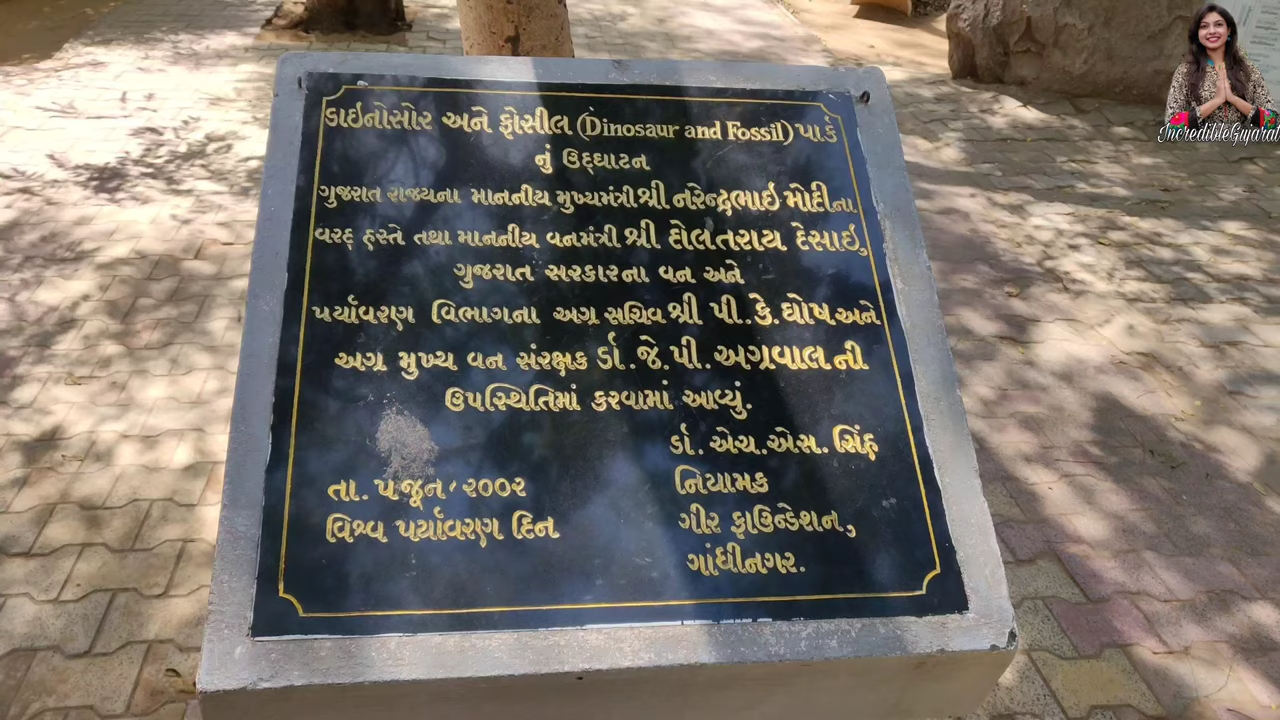 ડાઇનોસોર અને ફોસીલ (Dinosaur and Fossil) પાર્ક
નું ઉદ્‌ઘાટન
ગુજરાત રાજ્યના માનનીય મુખ્યમંત્રી શ્રી નરેન્દ્રભાઇ મોદીના
વરદ્ હસ્તે તથા માનનીય વનમંત્રી શ્રી દોલતરાય દેસાઇ,
ગુજરાત સરકારના વન અને
પર્યાવરણ વિભાગના અગ્ર સચિવ શ્રી પી.કે.ઘોષ અને
અગ્ર મુખ્ય વન સંરક્ષક ડૉ.જે.પી. અગ્રવાલ ની
ઉપસ્થિતિમાં કરવામાં આવ્યું.
ડૉ. એચ.એસ. સિંહ
નિયામક
ગીર ફાઉન્ડેશન,
ગાંધીનગર.
તા. ૫ જૂન' ૨૦૦૨
વિશ્વ પર્યાવરણ દિન
IncredibleGujarat